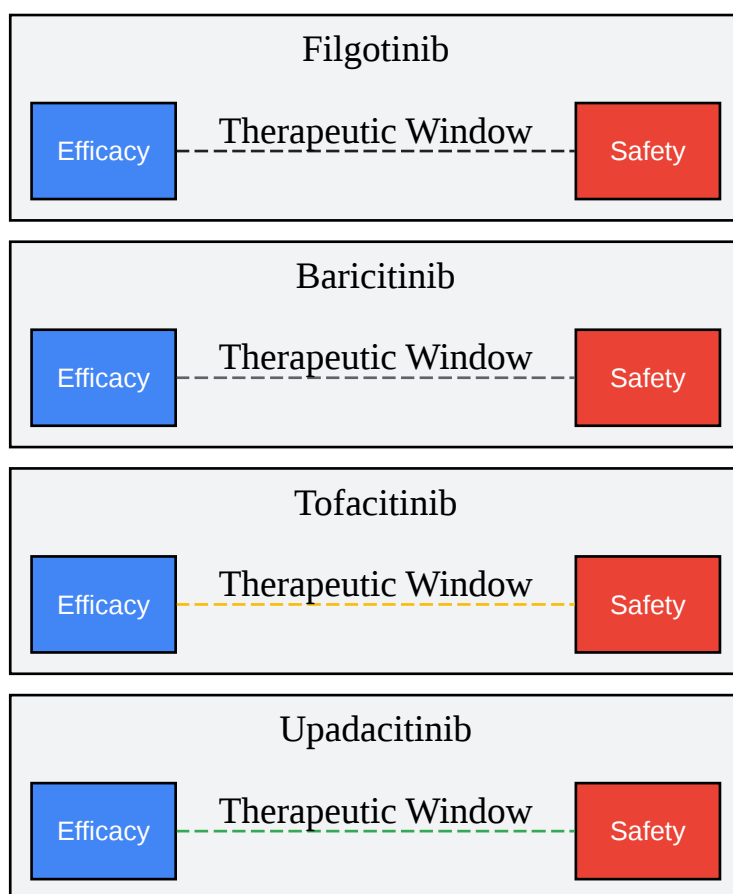 Filgotinib
Therapeutic Window
Efficacy
Safety
Baricitinib
Therapeutic Window
Efficacy
Safety
Tofacitinib
Therapeutic Window
Efficacy
Safety
Upadacitinib
Therapeutic Window
Efficacy
Safety